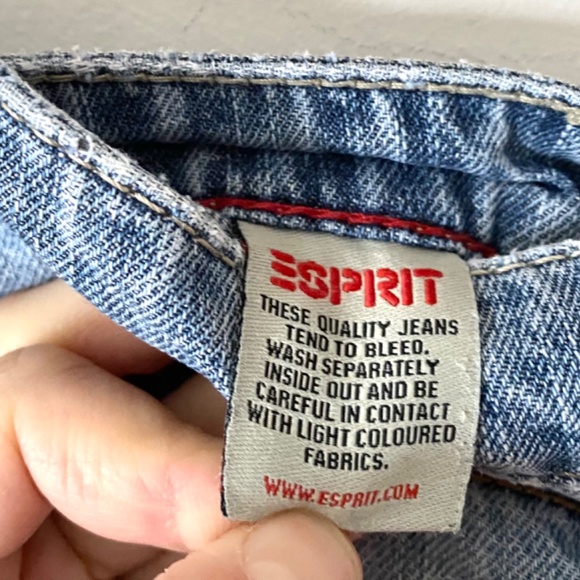 ESPRIT
THESE QUALITY JEANS
TEND TO BLEED.
WASH SEPARATELY
INSIDE OUT AND BE
CAREFUL IN CONTACT
WITH LIGHT COLOURED
FABRICS.
WWW.ESPRIT.COM